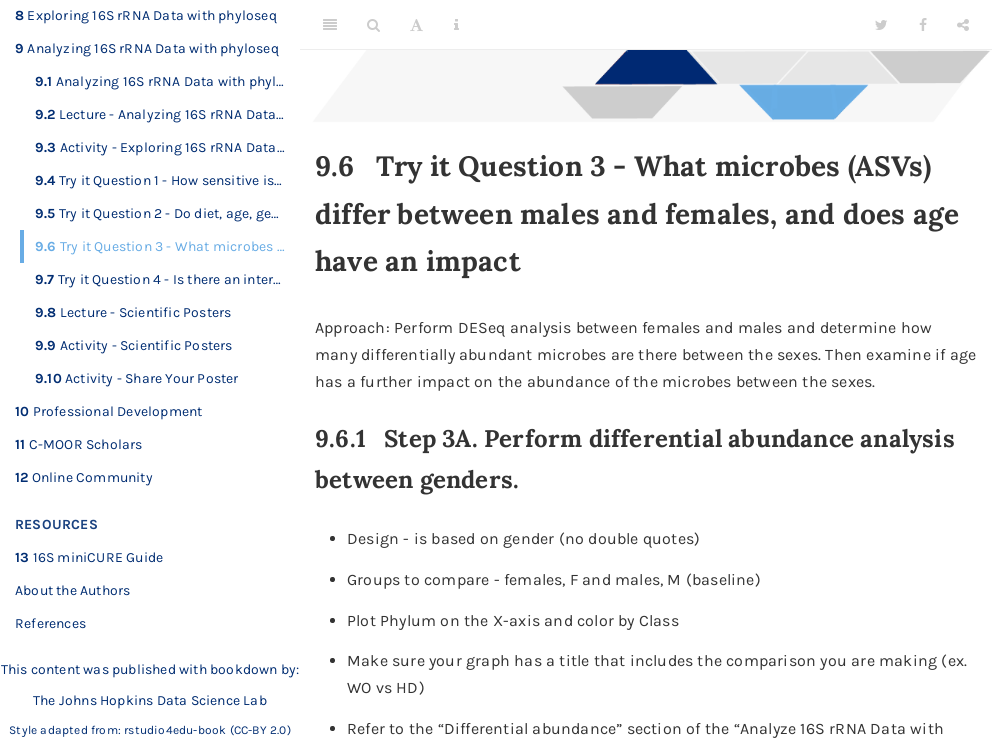 8 Exploring 16S rRNA Data with phyloseq
9 Analyzing 16S rRNA Data with phyloseq
9.1 Analyzing 16S rRNA Data with phyl…
9.2 Lecture - Analyzing 16S rRNA Data…
9.3 Activity - Exploring 16S rRNA Data…
9.4 Try it Question 1 - How sensitive is…
9.5 Try it Question 2 - Do diet, age, ge…
9.6 Try it Question 3 - What microbes …
9.7 Try it Question 4 - Is there an inter…
9.8 Lecture - Scientific Posters
9.9 Activity - Scientific Posters
9.10 Activity - Share Your Poster
10 Professional Development
11 C-MOOR Scholars
12 Online Community
RESOURCES
13 16S miniCURE Guide
About the Authors
References
This content was published with bookdown by:
The Johns Hopkins Data Science Lab
Style adapted from: rstudio4edu-book (CC-BY 2.0)
9.6 Try it Question 3 - What microbes (ASVs)
differ between males and females, and does age
have an impact
Approach: Perform DESeq analysis between females and males and determine how
many differentially abundant microbes are there between the sexes. Then examine if age
has a further impact on the abundance of the microbes between the sexes.
9.6.1 Step 3A. Perform differential abundance analysis
between genders.
• Design - is based on gender (no double quotes)
• Groups to compare - females, F and males, M (baseline)
• Plot Phylum on the X-axis and color by Class
• Make sure your graph has a title that includes the comparison you are making (ex.
WO vs HD)
• Refer to the “Differential abundance” section of the “Analyze 16S rRNA Data with